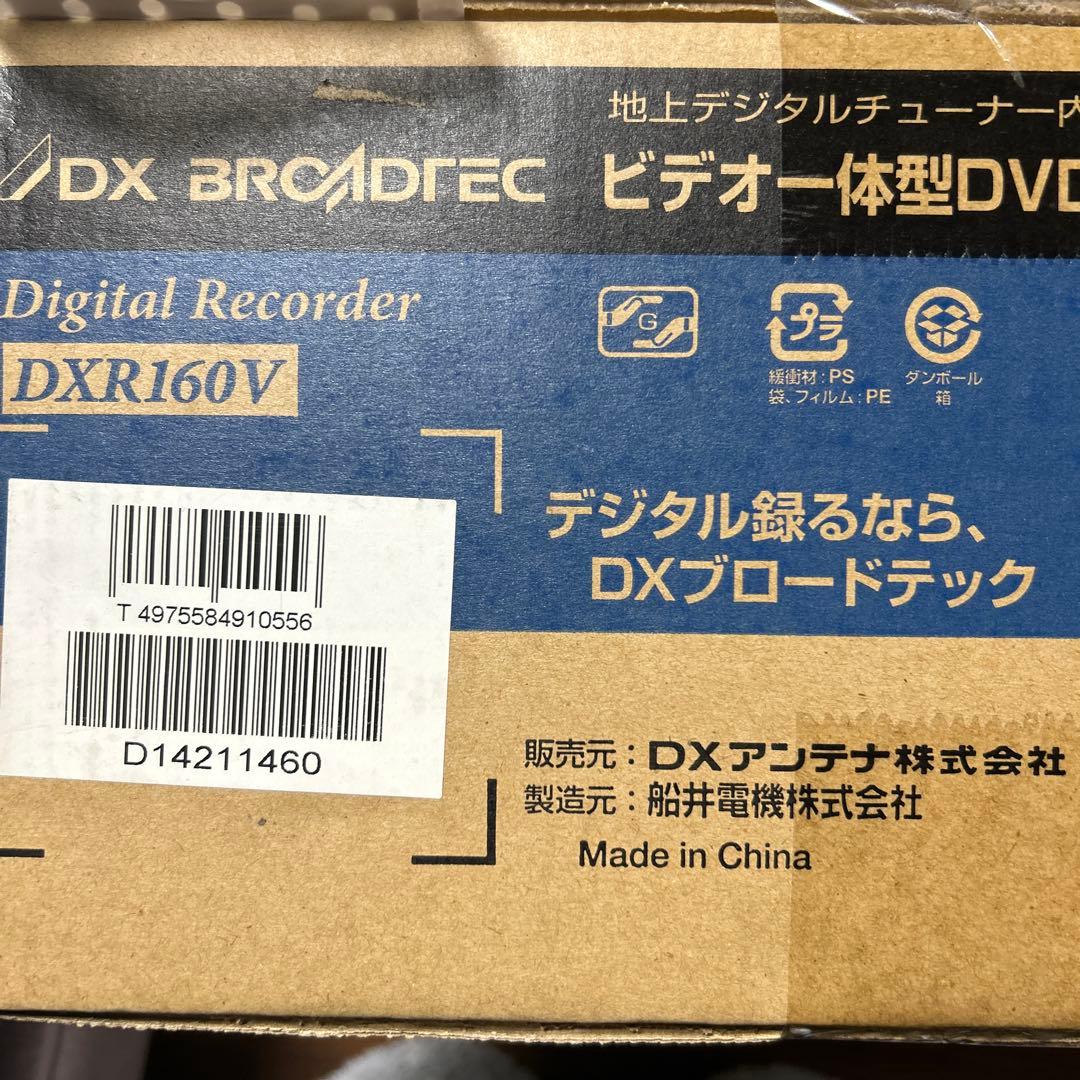 地上デジタルチューナー内
DX BROADTEC
ビデオ一体型DVD
Digital Recorder
DXR160V
G
プラ
緩衝材:PS
袋、フィルム:PE
ダンボール
箱
デジタル録るなら、
DXブロードテック
T 4975584910556
D14211460
販売元:DXアンテナ株式会社
製造元:船井電機株式会社
Made in China